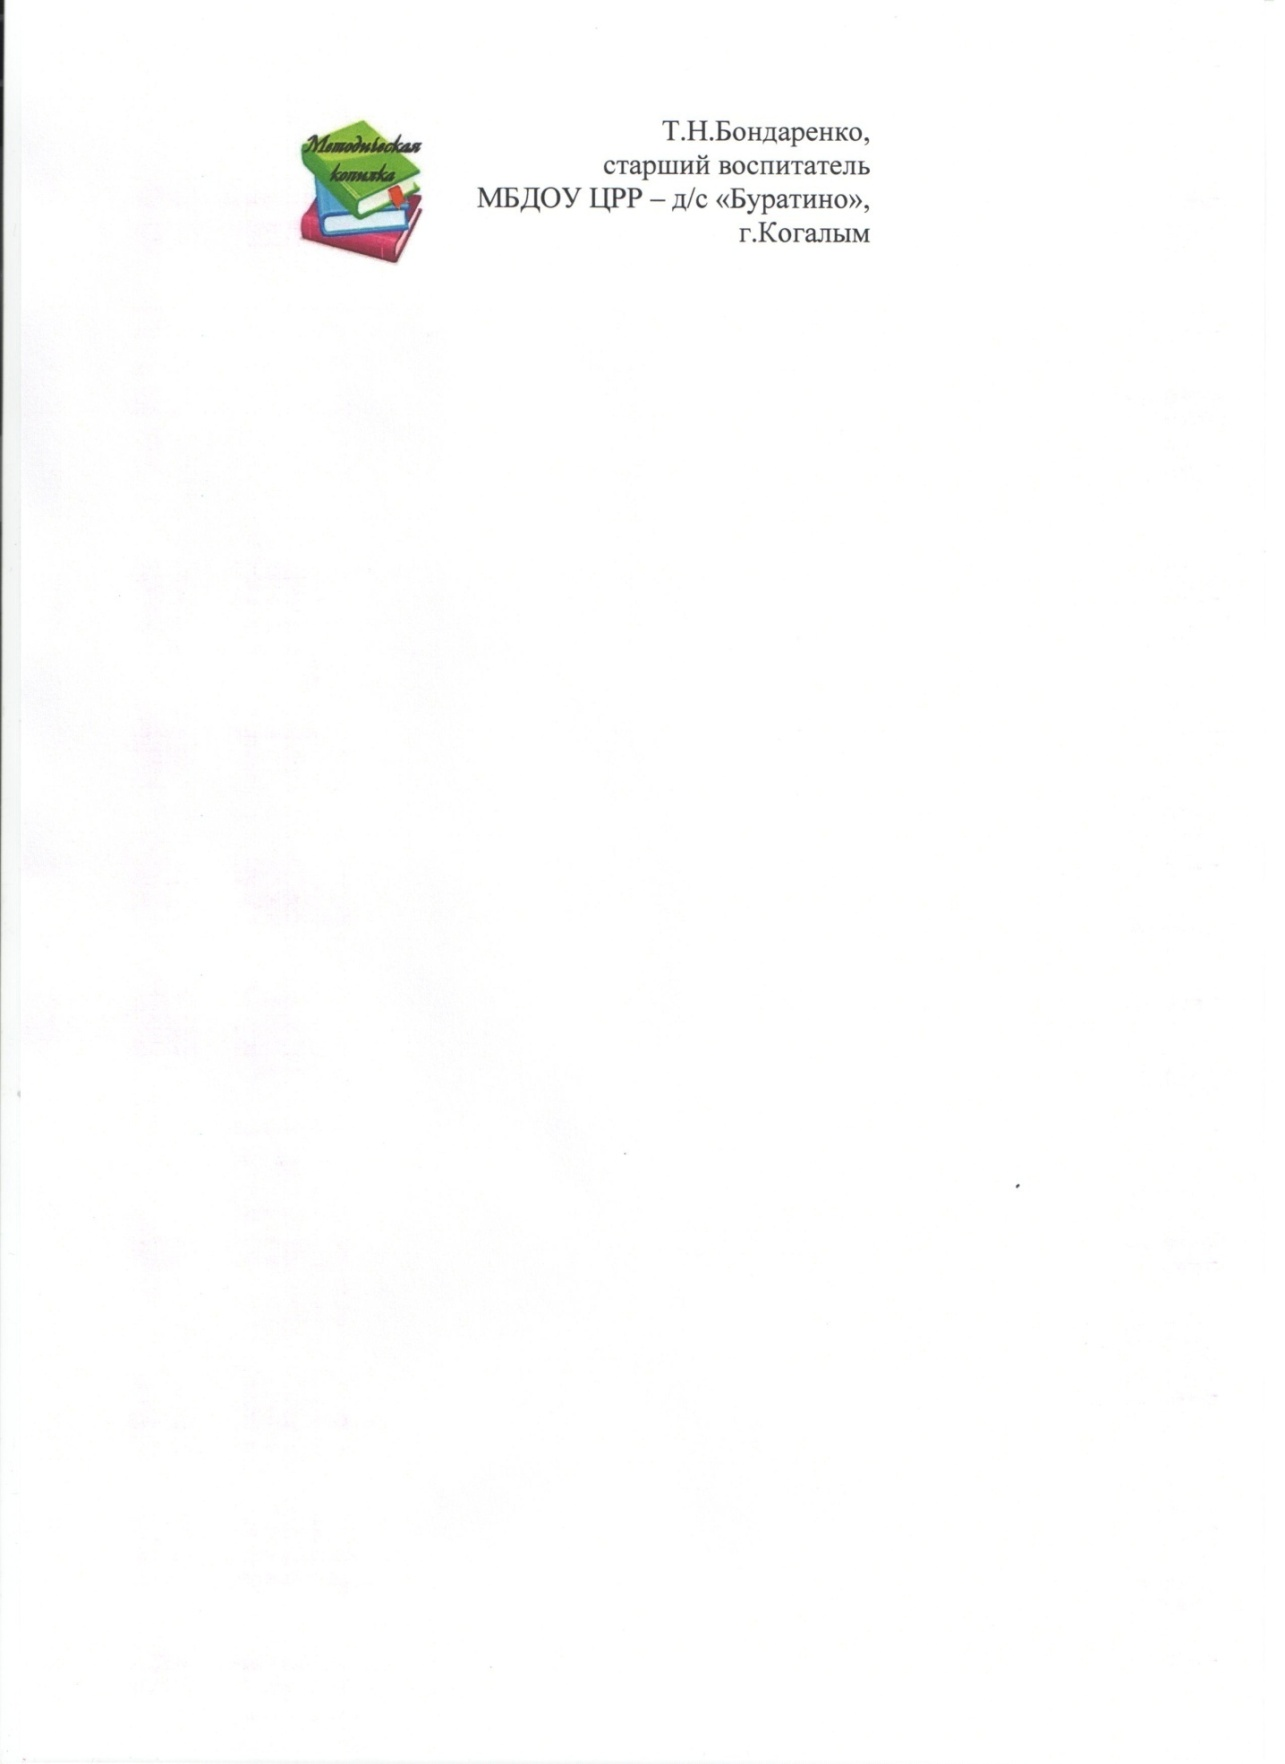 Методическая
копилка
Т.Н.Бондаренко,
старший воспитатель
МБДОУ ЦРР – д/с «Буратино»,
г.Когалым